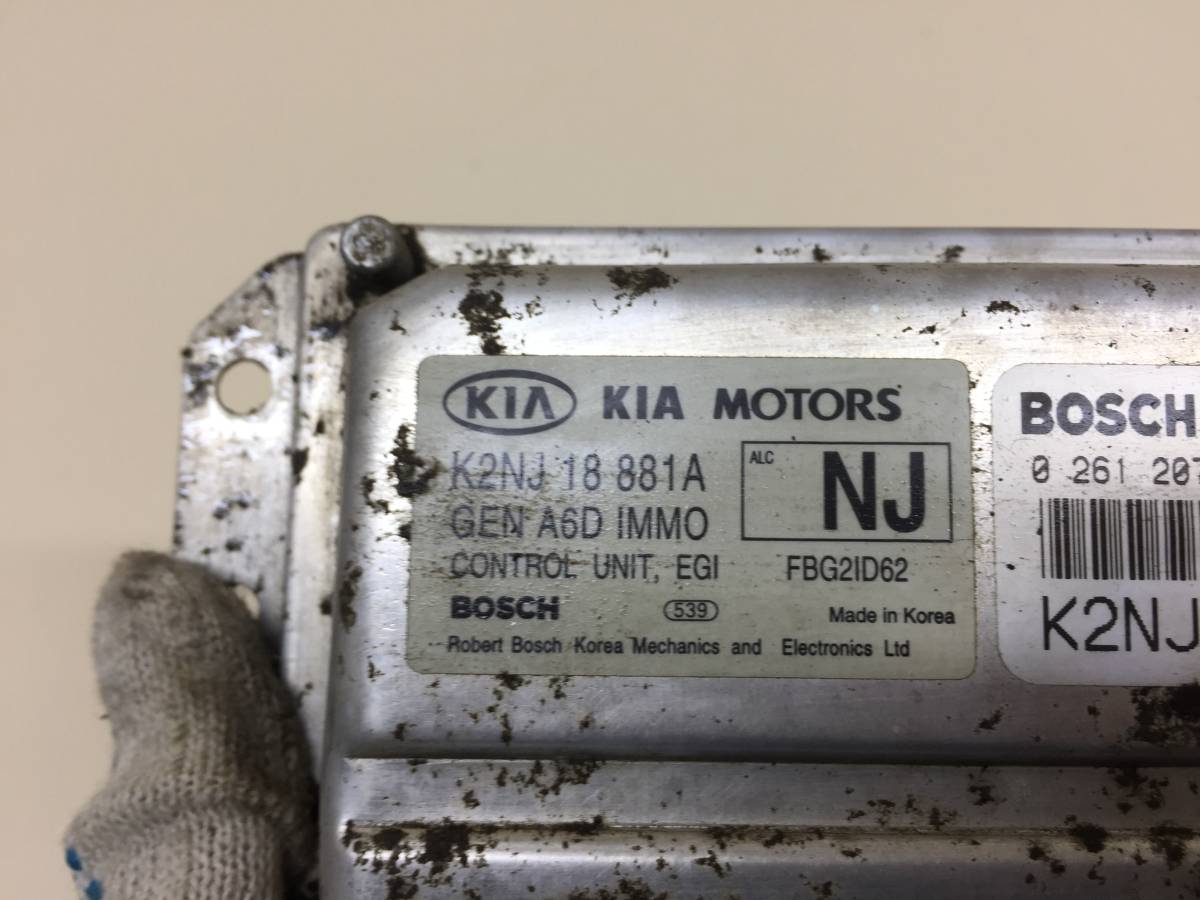 KIA KIA MOTORS
K2NJ 18 881A
GEN A6D IMMO
ALC NJ
CONTROL UNIT, EGI FBG2ID62
BOSCH 539 Made in Korea
Robert Bosch Korea Mechanics and Electronics Ltd
BOSCH
0 261 207
K2NJ